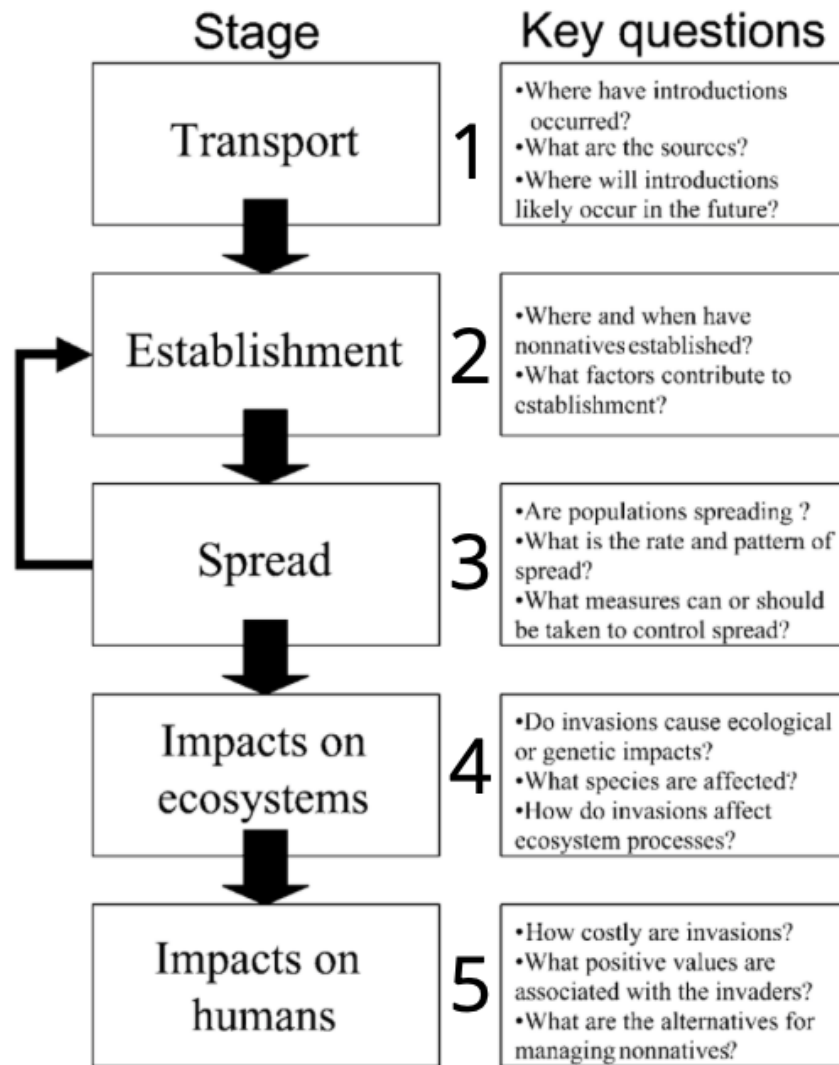 Stage
Key questions
Transport
1
•Where have introductions
occurred?
•What are the sources?
•Where will introductions
likely occur in the future?
Establishment
2
•Where and when have
nonnatives established?
•What factors contribute to
establishment?
Spread
3
•Are populations spreading ?
•What is the rate and pattern of
spread?
•What measures can or should
be taken to control spread?
Impacts on
ecosystems
4
•Do invasions cause ecological
or genetic impacts?
•What species are affected?
•How do invasions affect
ecosystem processes?
Impacts on
humans
5
•How costly are invasions?
•What positive values are
associated with the invaders?
•What are the alternatives for
managing nonnatives?